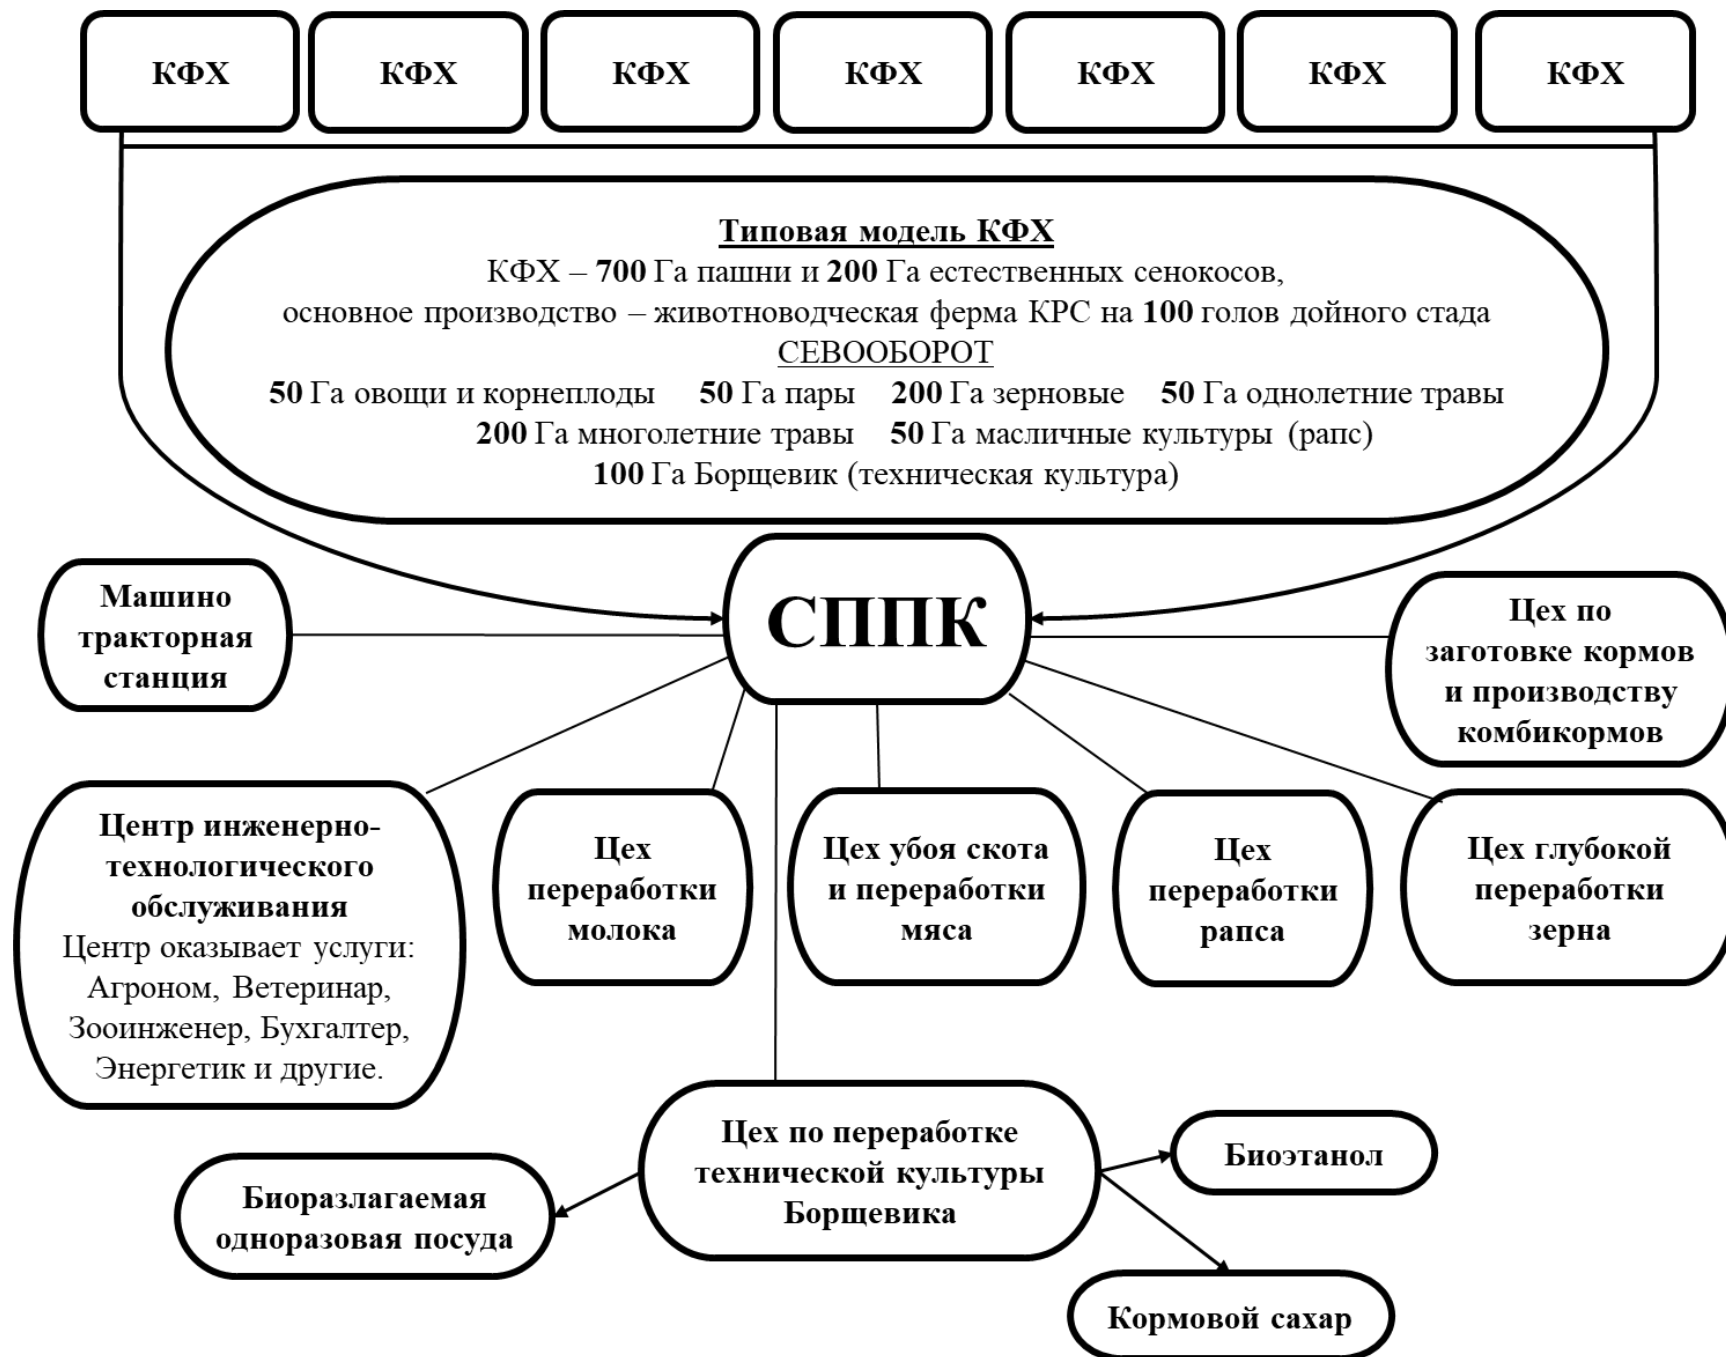 КФХ
КФХ
КФХ
КФХ
КФХ
КФХ
КФХ
Типовая модель КФХ
КФХ – 700 Га пашни и 200 Га естественных сенокосов,
основное производство – животноводческая ферма КРС на 100 голов дойного стада
СЕВООБОРОТ
50 Га овощи и корнеплоды 50 Га пары 200 Га зерновые 50 Га однолетние травы
200 Га многолетние травы 50 Га масличные культуры (рапс)
100 Га Борщевик (техническая культура)
СППК
Машино
тракторная
станция
Цех по
заготовке кормов
и производству
комбикормов
Центр инженерно-
технологического
обслуживания
Центр оказывает услуги:
Агроном, Ветеринар,
Зооинженер, Бухгалтер,
Энергетик и другие.
Цех
переработки
молока
Цех убоя скота
и переработки
мяса
Цех
переработки
рапса
Цех глубокой
переработки
зерна
Цех по переработке
технической культуры
Борщевика
Биоэтанол
Биоразлагаемая
одноразовая посуда
Кормовой сахар